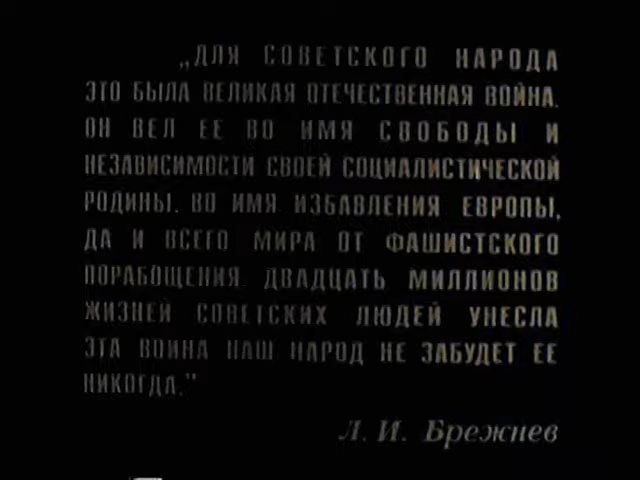 „ДЛЯ СОВЕТСКОГО НАРОДА
ЭТО БЫЛА ВЕЛИКАЯ ОТЕЧЕСТВЕННАЯ ВОЙНА.
ОН ВЕЛ ЕЕ ВО ИМЯ СВОБОДЫ И
НЕЗАВИСИМОСТИ СВОЕЙ СОЦИАЛИСТИЧЕСКОЙ
РОДИНЫ, ВО ИМЯ ИЗБАВЛЕНИЯ ЕВРОПЫ,
ДА И ВСЕГО МИРА ОТ ФАШИСТСКОГО
ПОРАБОЩЕНИЯ. ДВАДЦАТЬ МИЛЛИОНОВ
ЖИЗНЕЙ СОВЕТСКИХ ЛЮДЕЙ УНЕСЛА
ЭТА ВОЙНА НАШ НАРОД НЕ ЗАБУДЕТ ЕЕ
НИКОГДА."
Л. И. Брежнев